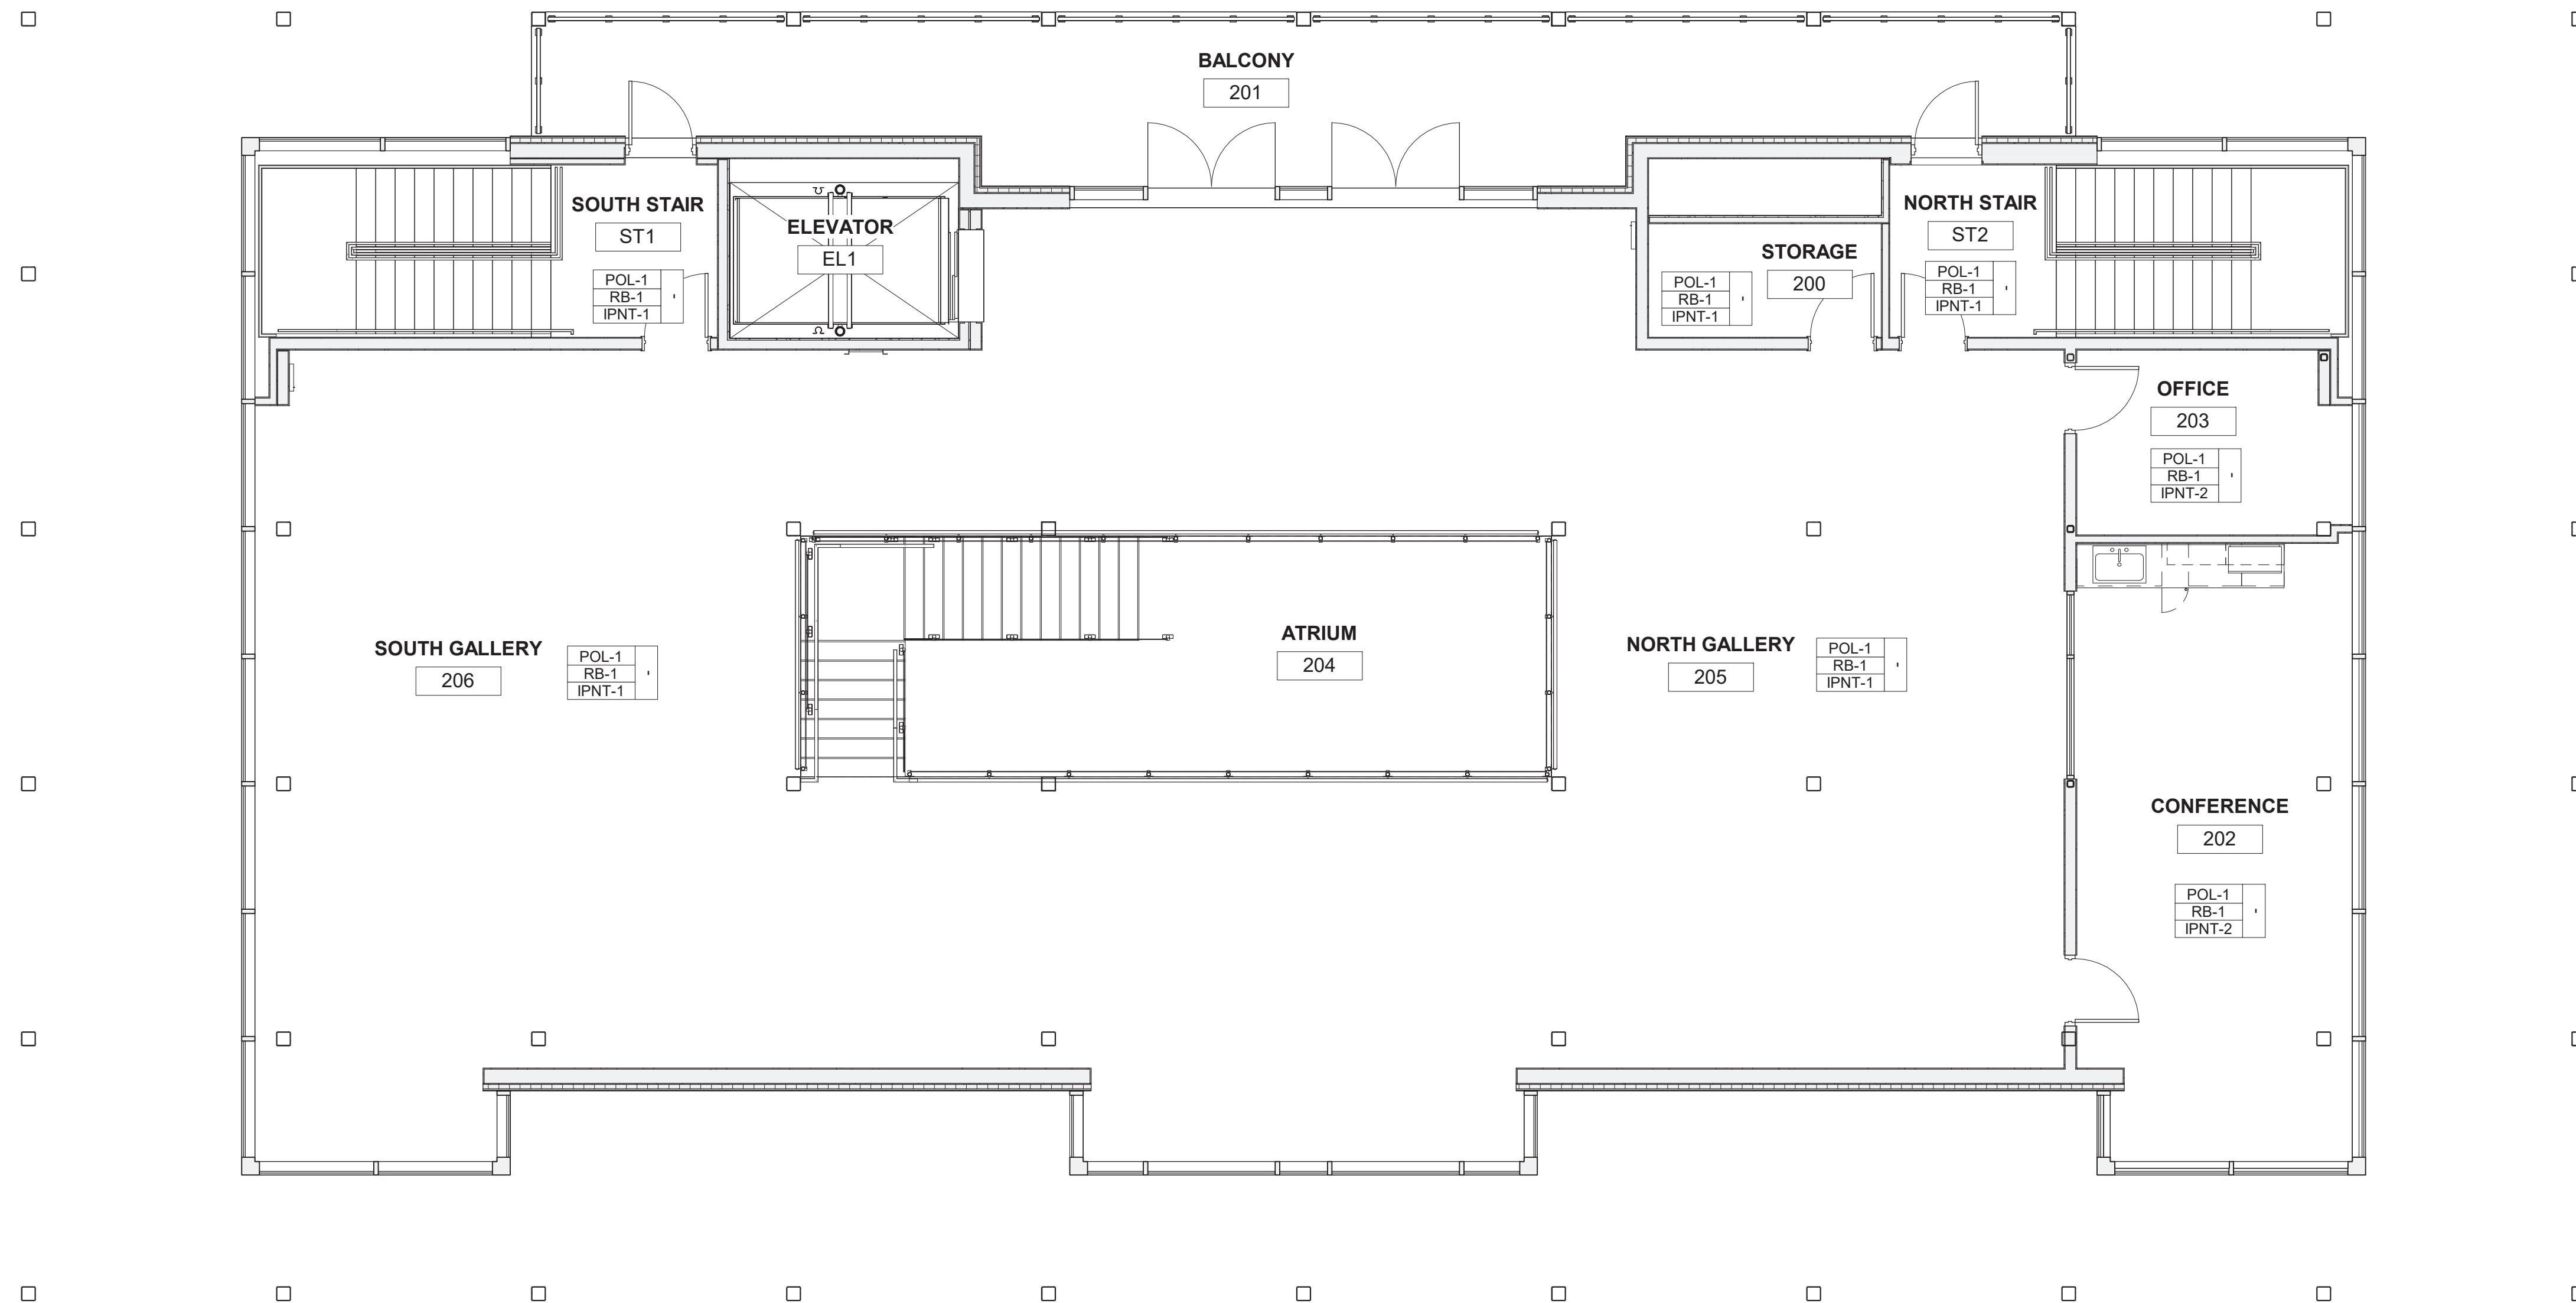 BALCONY
201
SOUTH STAIR
ST1
POL-1
RB-1
IPNT-1
-
ELEVATOR
EL1
STORAGE
200
POL-1
RB-1
IPNT-1
-
NORTH STAIR
ST2
POL-1
RB-1
IPNT-1
-
OFFICE
203
POL-1
RB-1
IPNT-2
-
SOUTH GALLERY
206
POL-1
RB-1
IPNT-1
-
ATRIUM
204
NORTH GALLERY
205
POL-1
RB-1
IPNT-1
-
CONFERENCE
202
POL-1
RB-1
IPNT-2
-